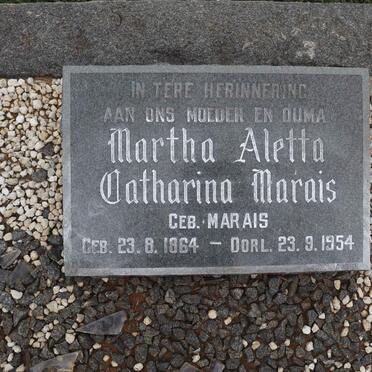 IN TERE HERINNERING
AAN ONS MOEDER EN OUMA
Martha Aletta
Catharina Marais
GEB. MARAIS
GEB. 23.8.1864 – OORL. 23.9.1954